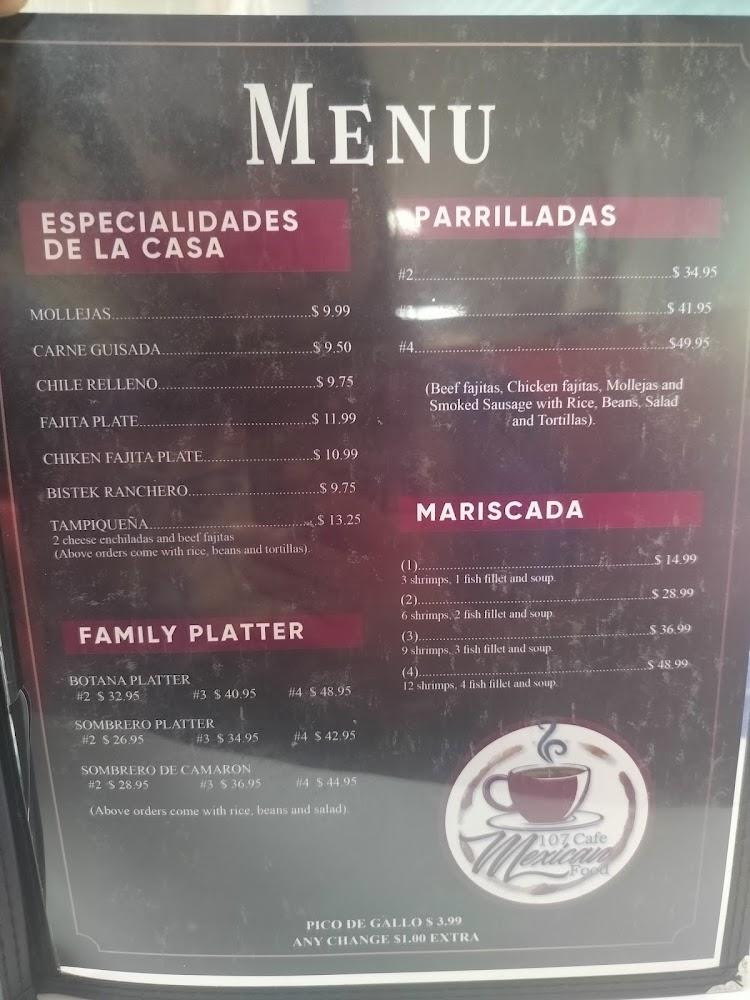 MENU
ESPECIALIDADES
DE LA CASA
MOLLEJAS.......................................$ 9.99
CARNE GUISADA..............................$ 9.50
CHILE RELLENO...............................$ 9.75
FAJITA PLATE...................................$ 11.99
CHIKEN FAJITA PLATE......................$ 10.99
BISTEK RANCHERO..........................$ 9.75
TAMPIQUEÑA..................................$ 13.25
2 cheese enchiladas and beef fajitas
(Above orders come with rice, beans and tortillas).
FAMILY PLATTER
BOTANA PLATTER
#2 $ 32.95 #3 $ 40.95 #4 $ 48.95
SOMBRERO PLATTER
#2 $ 26.95 #3 $ 34.95 #4 $ 42.95
SOMBRERO DE CAMARON
#2 $ 28.95 #3 $ 36.95 #4 $ 44.95
(Above orders come with rice, beans and salad).
PARRILLADAS
#2....................................................$ 34.95
....................................................$ 41.95
#4....................................................$49.95
(Beef fajitas, Chicken fajitas, Mollejas and
Smoked Sausage with Rice, Beans, Salad
and Tortillas).
MARISCADA
(1)................................................$ 14.99
3 shrimps, 1 fish fillet and soup.
(2)................................................$ 28.99
6 shrimps, 2 fish fillet and soup.
(3)................................................$ 36.99
9 shrimps, 3 fish fillet and soup.
(4)................................................$ 48.99
12 shrimps, 4 fish fillet and soup.
107 Cafe
Mexican
Food
PICO DE GALLO $ 3.99
ANY CHANGE $1.00 EXTRA